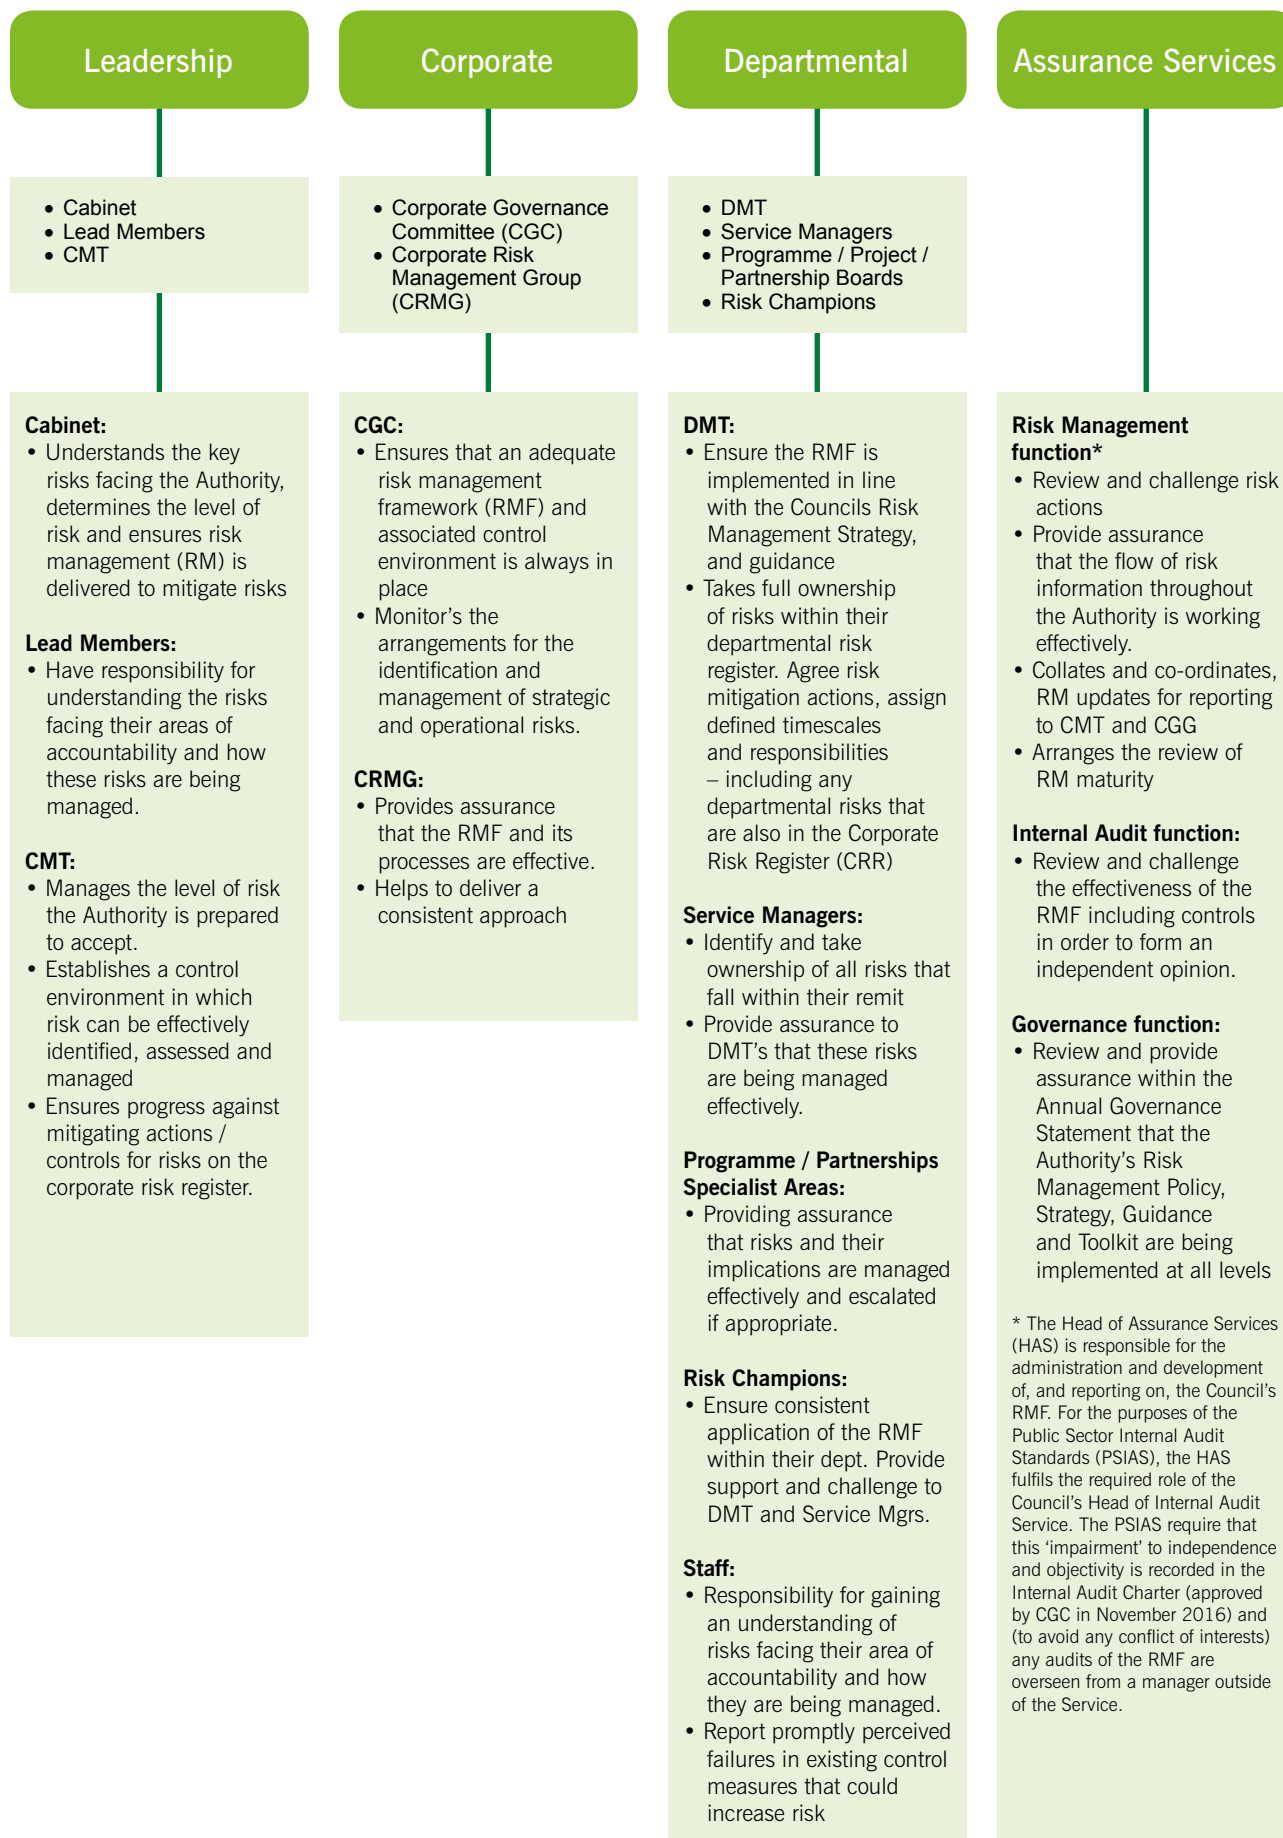 Leadership
• Cabinet
• Lead Members
• CMT
Cabinet:
• Understands the key
risks facing the Authority,
determines the level of
risk and ensures risk
management (RM) is
delivered to mitigate risks
Lead Members:
• Have responsibility for
understanding the risks
facing their areas of
accountability and how
these risks are being
managed.
CMT:
• Manages the level of risk
the Authority is prepared
to accept.
• Establishes a control
environment in which
risk can be effectively
identified, assessed and
managed
• Ensures progress against
mitigating actions /
controls for risks on the
corporate risk register.
Corporate
• Corporate Governance
Committee (CGC)
• Corporate Risk
Management Group
(CRMG)
CGC:
• Ensures that an adequate
risk management
framework (RMF) and
associated control
environment is always in
place
• Monitor's the
arrangements for the
identification and
management of strategic
and operational risks.
CRMG:
• Provides assurance
that the RMF and its
processes are effective.
• Helps to deliver a
consistent approach
Departmental
• DMT
• Service Managers
• Programme / Project /
Partnership Boards
• Risk Champions
DMT:
• Ensure the RMF is
implemented in line
with the Councils Risk
Management Strategy,
and guidance
• Takes full ownership
of risks within their
departmental risk
register. Agree risk
mitigation actions, assign
defined timescales
and responsibilities
– including any
departmental risks that
are also in the Corporate
Risk Register (CRR)
Service Managers:
• Identify and take
ownership of all risks that
fall within their remit
• Provide assurance to
DMT's that these risks
are being managed
effectively.
Programme / Partnerships
Specialist Areas:
• Providing assurance
that risks and their
implications are managed
effectively and escalated
if appropriate.
Risk Champions:
• Ensure consistent
application of the RMF
within their dept. Provide
support and challenge to
DMT and Service Mgrs.
Staff:
• Responsibility for gaining
an understanding of
risks facing their area of
accountability and how
they are being managed.
• Report promptly perceived
failures in existing control
measures that could
increase risk
Assurance Services
Risk Management
function*
• Review and challenge risk
actions
• Provide assurance
that the flow of risk
information throughout
the Authority is working
effectively.
• Collates and co-ordinates,
RM updates for reporting
to CMT and CGG
• Arranges the review of
RM maturity
Internal Audit function:
• Review and challenge
the effectiveness of the
RMF including controls
in order to form an
independent opinion.
Governance function:
• Review and provide
assurance within the
Annual Governance
Statement that the
Authority's Risk
Management Policy,
Strategy, Guidance
and Toolkit are being
implemented at all levels
* The Head of Assurance Services
(HAS) is responsible for the
administration and development
of, and reporting on, the Council's
RMF. For the purposes of the
Public Sector Internal Audit
Standards (PSIAS), the HAS
fulfils the required role of the
Council's Head of Internal Audit
Service. The PSIAS require that
this 'impairment' to independence
and objectivity is recorded in the
Internal Audit Charter (approved
by CGC in November 2016) and
(to avoid any conflict of interests)
any audits of the RMF are
overseen from a manager outside
of the Service.